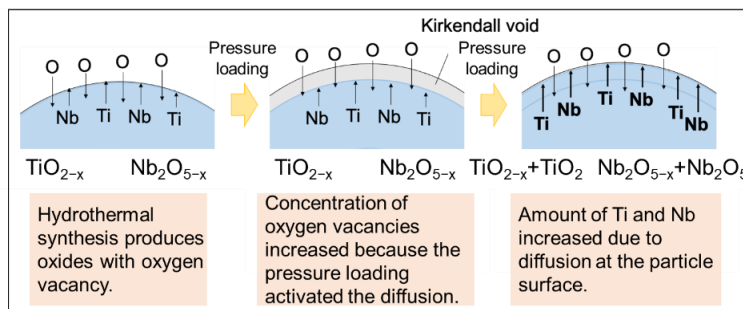 Kirkendall void
Pressure loading
Pressure loading
O O O O
Nb Ti Nb Ti
O O O O
Nb Ti Nb Ti
O O O O
Ti Nb Ti Nb Ti Nb
TiO2-x Nb2O5-x
TiO2-x Nb2O5-x
TiO2-x+TiO2 Nb2O5-x+Nb2O5
Hydrothermal
synthesis produces
oxides with oxygen
vacancy.
Concentration of
oxygen vacancies
increased because the
pressure loading
activated the diffusion.
Amount of Ti and Nb
increased due to
diffusion at the particle
surface.